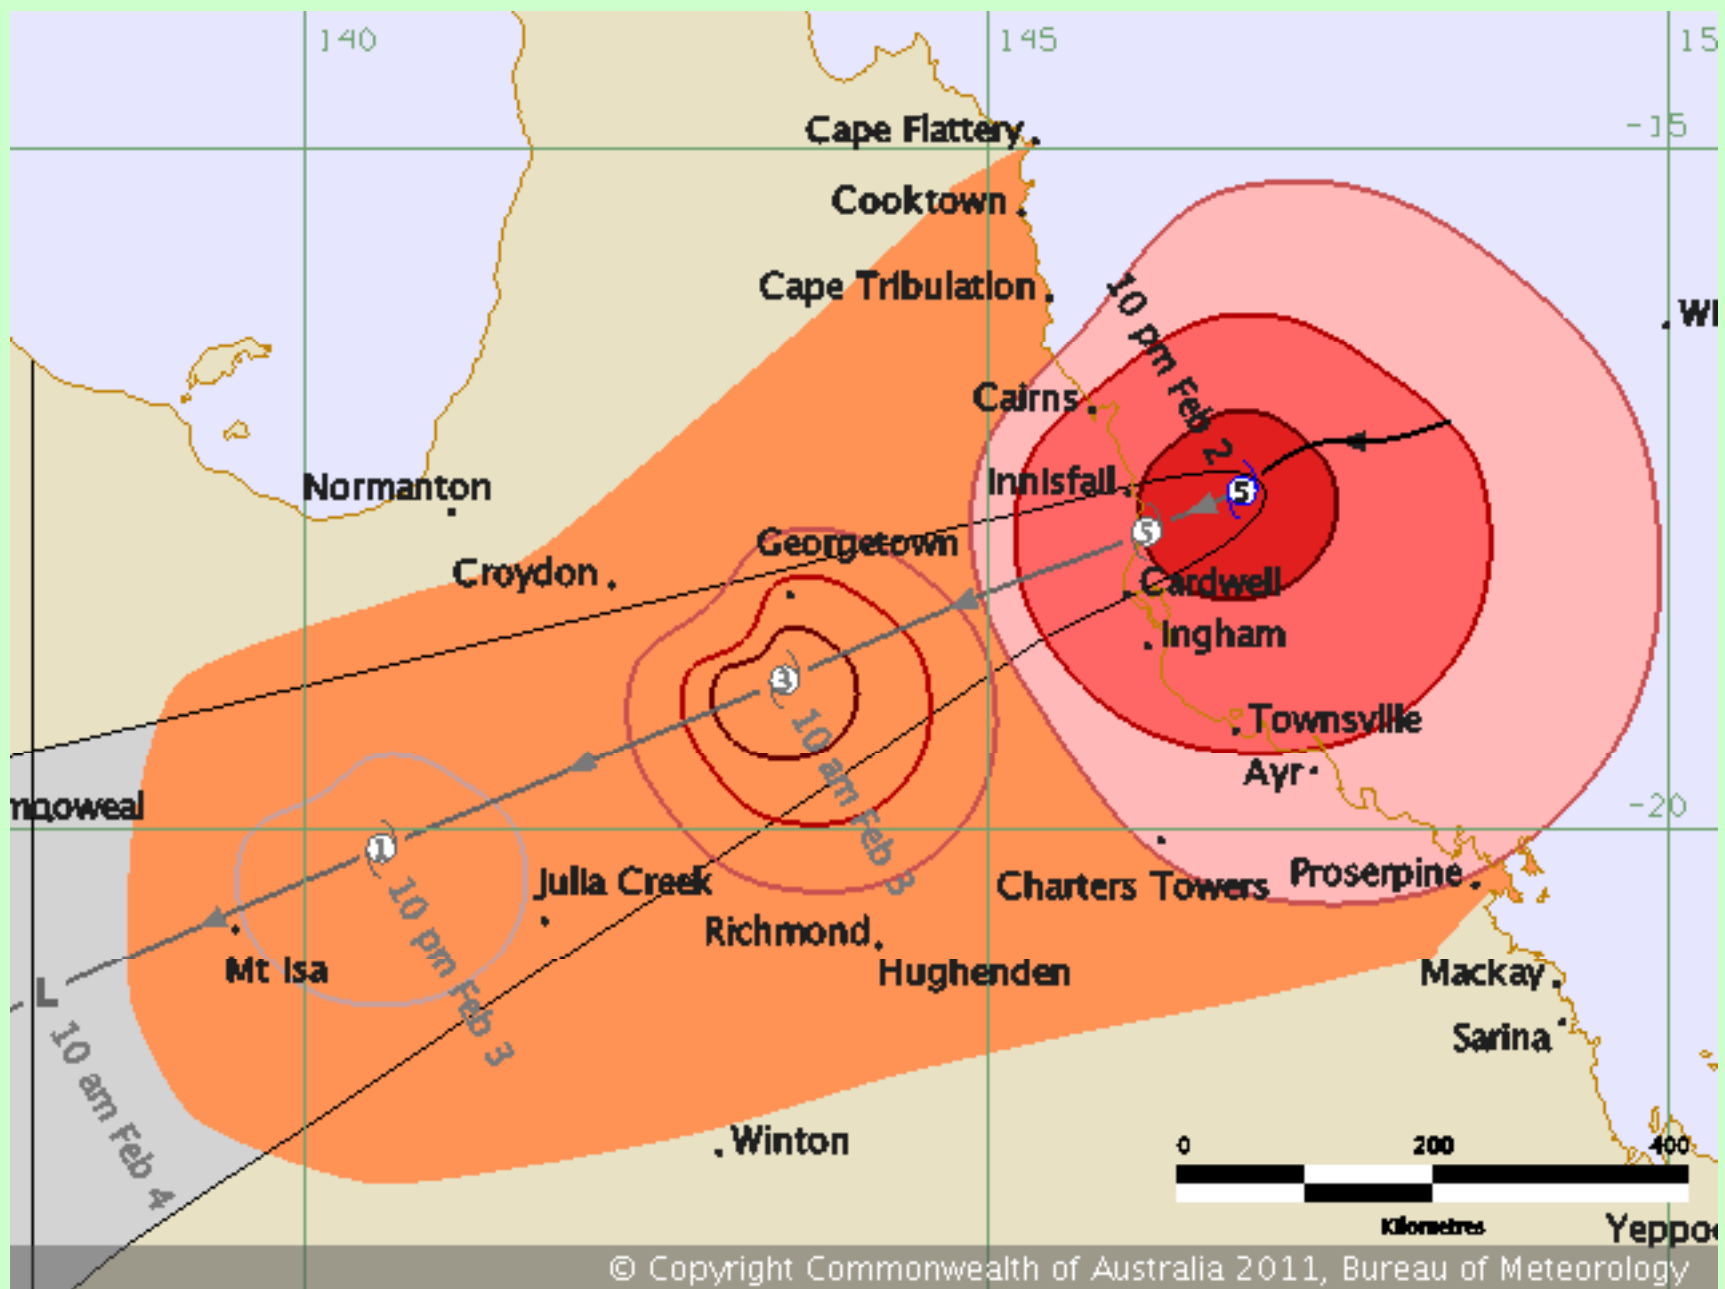 140
145
15
-15
Cape Flattery
Cooktown
Cape Tribulation
10 pm Feb 2
Cairns
Innisfail
5
5
Normanton
Georgetown
Croydon
Cardwell
Ingham
3
10 am Feb 3
Townsville
Ayr
-20
mooweal
1
10 pm Feb 3
Julia Creek
Charters Towers
Proserpine
Richmond
Hughenden
Mt Isa
Mackay
L
10 am Feb 4
Sarina
Winton
0 200 400
Kilometres
Yeppo
© Copyright Commonwealth of Australia 2011, Bureau of Meteorology